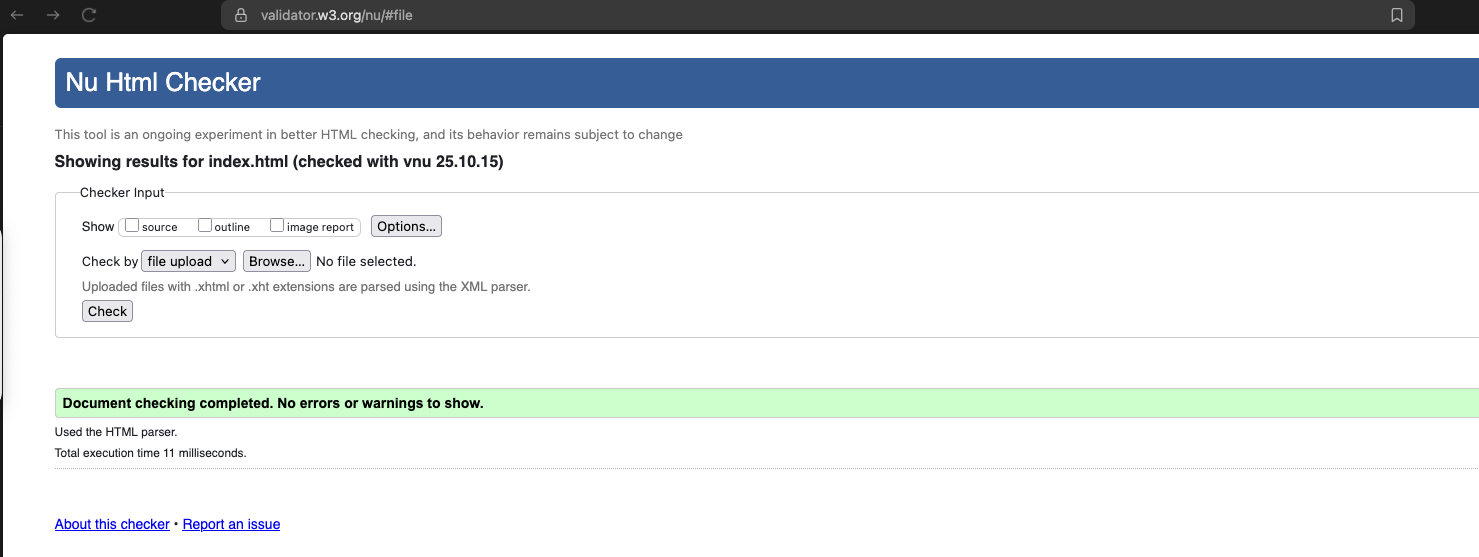 validator.w3.org/nu/#file
Nu Html Checker
This tool is an ongoing experiment in better HTML checking, and its behavior remains subject to change
Showing results for index.html (checked with vnu 25.10.15)
Checker Input
Show source outline image report Options...
Check by file upload Browse... No file selected.
Uploaded files with .xhtml or .xht extensions are parsed using the XML parser.
Check
Document checking completed. No errors or warnings to show.
Used the HTML parser.
Total execution time 11 milliseconds.
About this checker • Report an issue